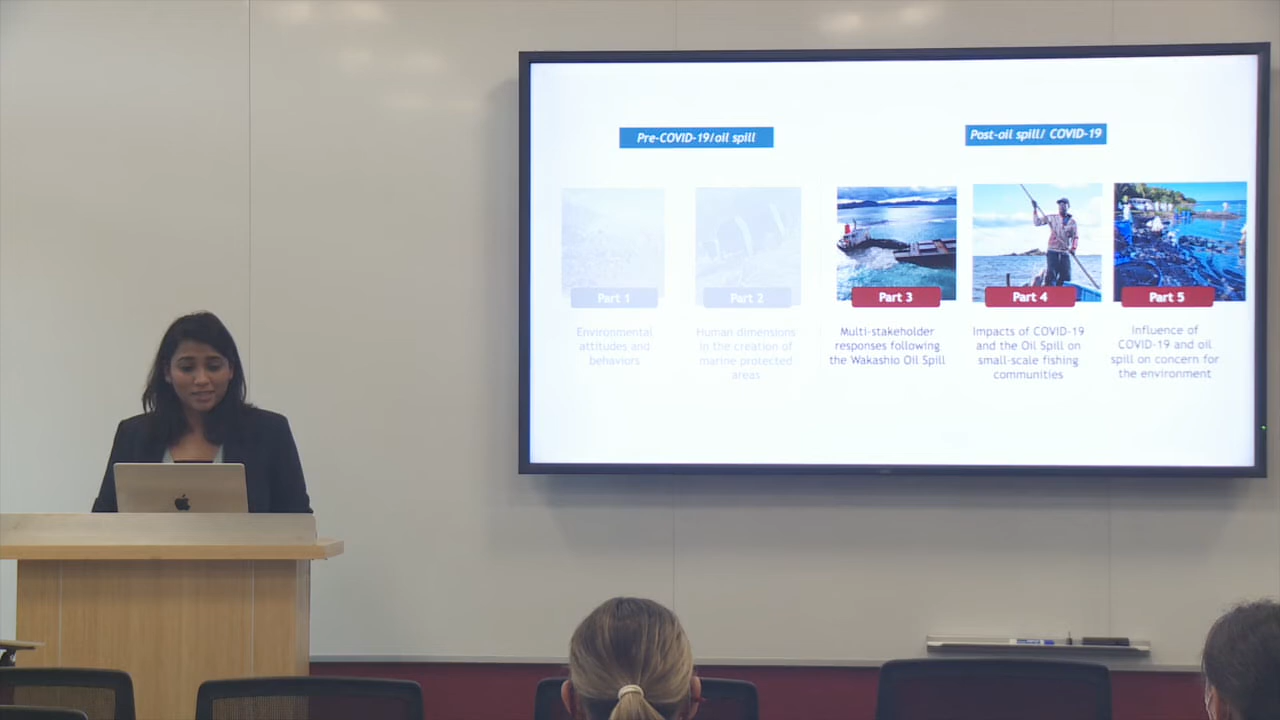 Pre-COVID-19/oil spill
Post-oil spill/ COVID-19
Part 1
Environmental
attitudes and
behaviors
Part 2
Human dimensions
in the creation of
marine protected
areas
Part 3
Multi-stakeholder
responses following
the Wakashio Oil Spill
Part 4
Impacts of COVID-19
and the Oil Spill on
small-scale fishing
communities
Part 5
Influence of
COVID-19 and oil
spill on concern for
the environment